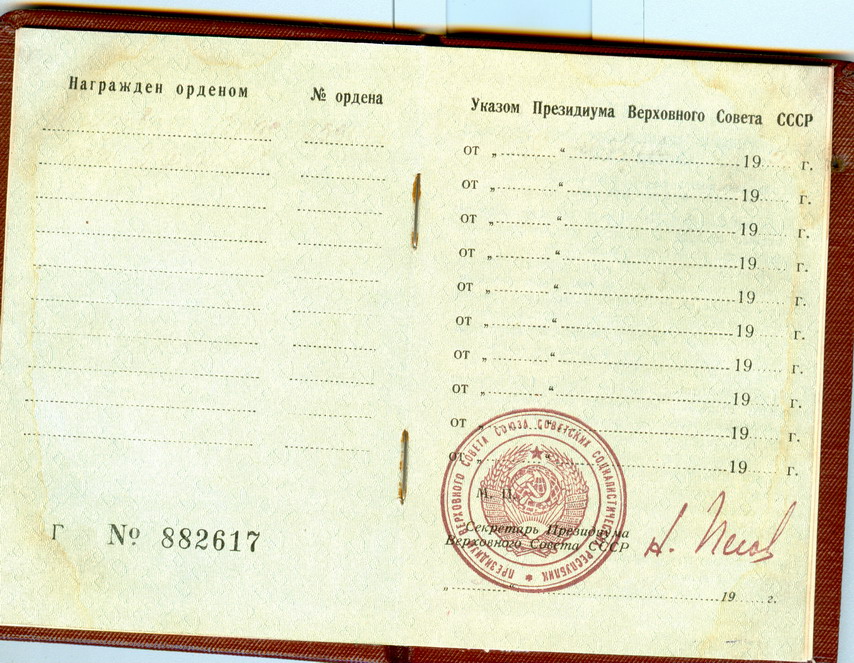 Награжден орденом
№ ордена
Г № 882617
Указом Президиума Верховного Совета СССР
от „ “ 19 г.
от „ “ 19 г.
от „ “ 19 г.
от „ “ 19 г.
от „ “ 19 г.
от „ “ 19 г.
от „ “ 19 г.
от „ “ 19 г.
от „ “ 19 г.
от „ “ 19 г.
М. П.
ПРЕЗИДИУМ ВЕРХОВНОГО СОВЕТА СОЮЗА СОВЕТСКИХ СОЦИАЛИСТИЧЕСКИХ РЕСПУБЛИК
Секретарь Президиума
Верховного Совета СССР
„ “ 19 г.